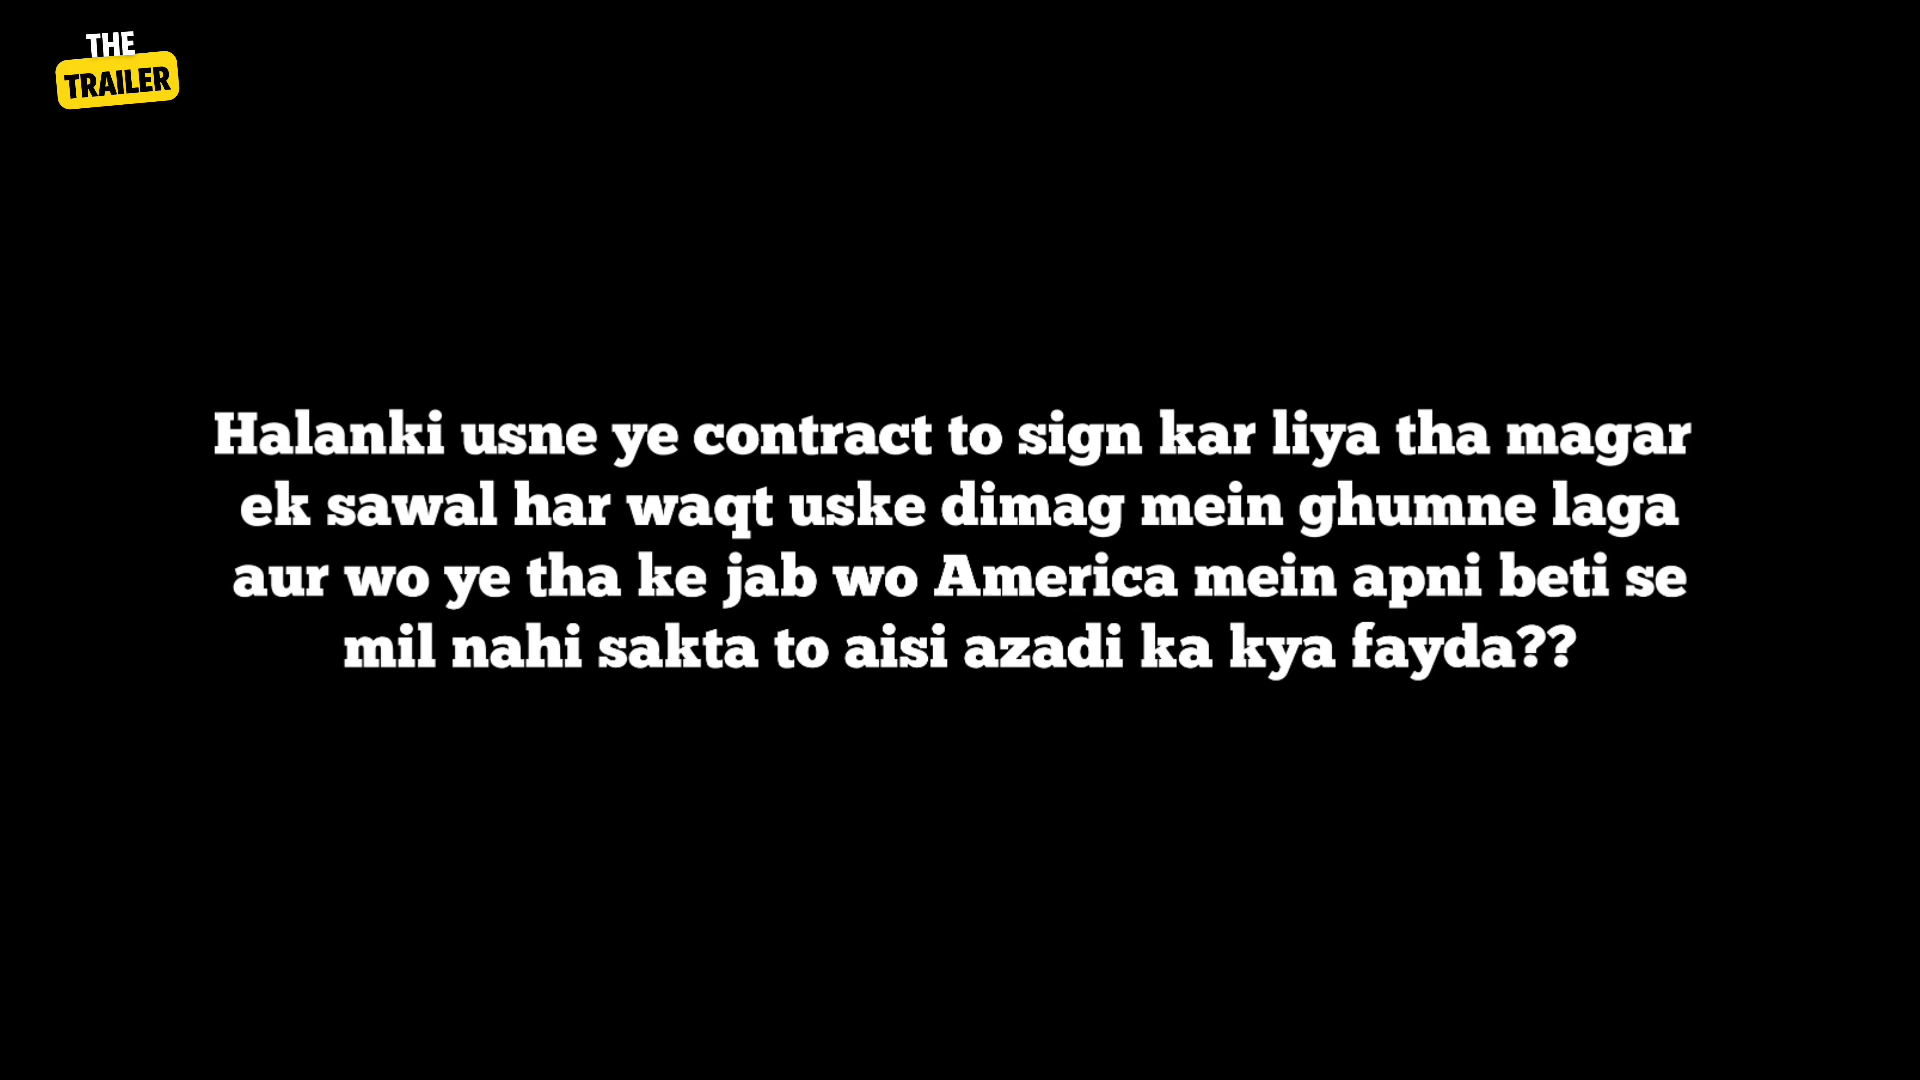 THE
TRAILER
Halanki usne ye contract to sign kar liya tha magar
ek sawal har waqt uske dimag mein ghumne laga
aur wo ye tha ke jab wo America mein apni beti se
mil nahi sakta to aisi azadi ka kya fayda??